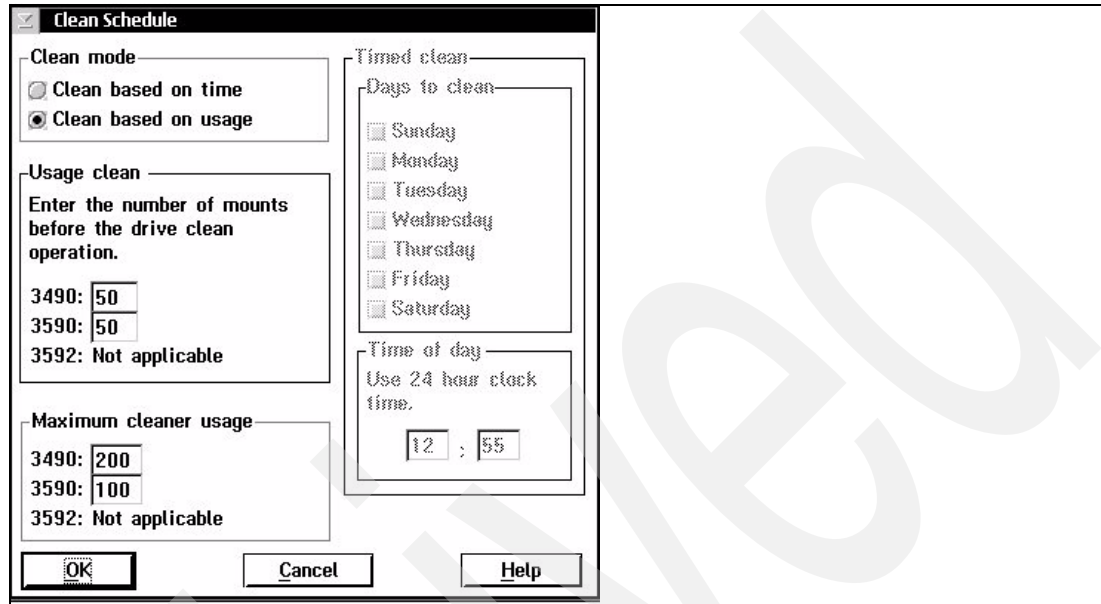 Clean Schedule
Clean mode
Clean based on time
Clean based on usage
Usage clean
Enter the number of mounts
before the drive clean
operation.
3490: 50
3590: 50
3592: Not applicable
Maximum cleaner usage
3490: 200
3590: 100
3592: Not applicable
Timed clean
Days to clean
Sunday
Monday
Tuesday
Wednesday
Thursday
Friday
Saturday
Time of day
Use 24 hour clock
time.
12 : 55
OK Cancel Help
ived